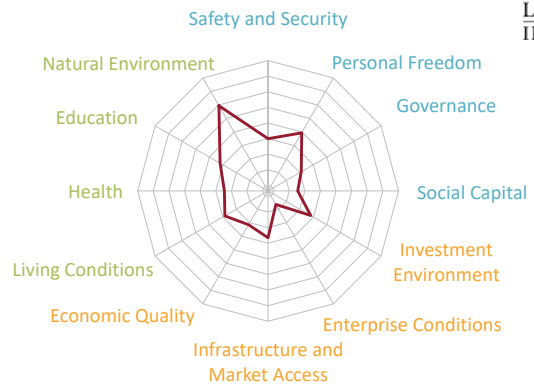 Safety and Security
Natural Environment
Personal Freedom
Education
Governance
Health
Social Capital
Living Conditions
Investment
Environment
Economic Quality
Enterprise Conditions
Infrastructure and
Market Access